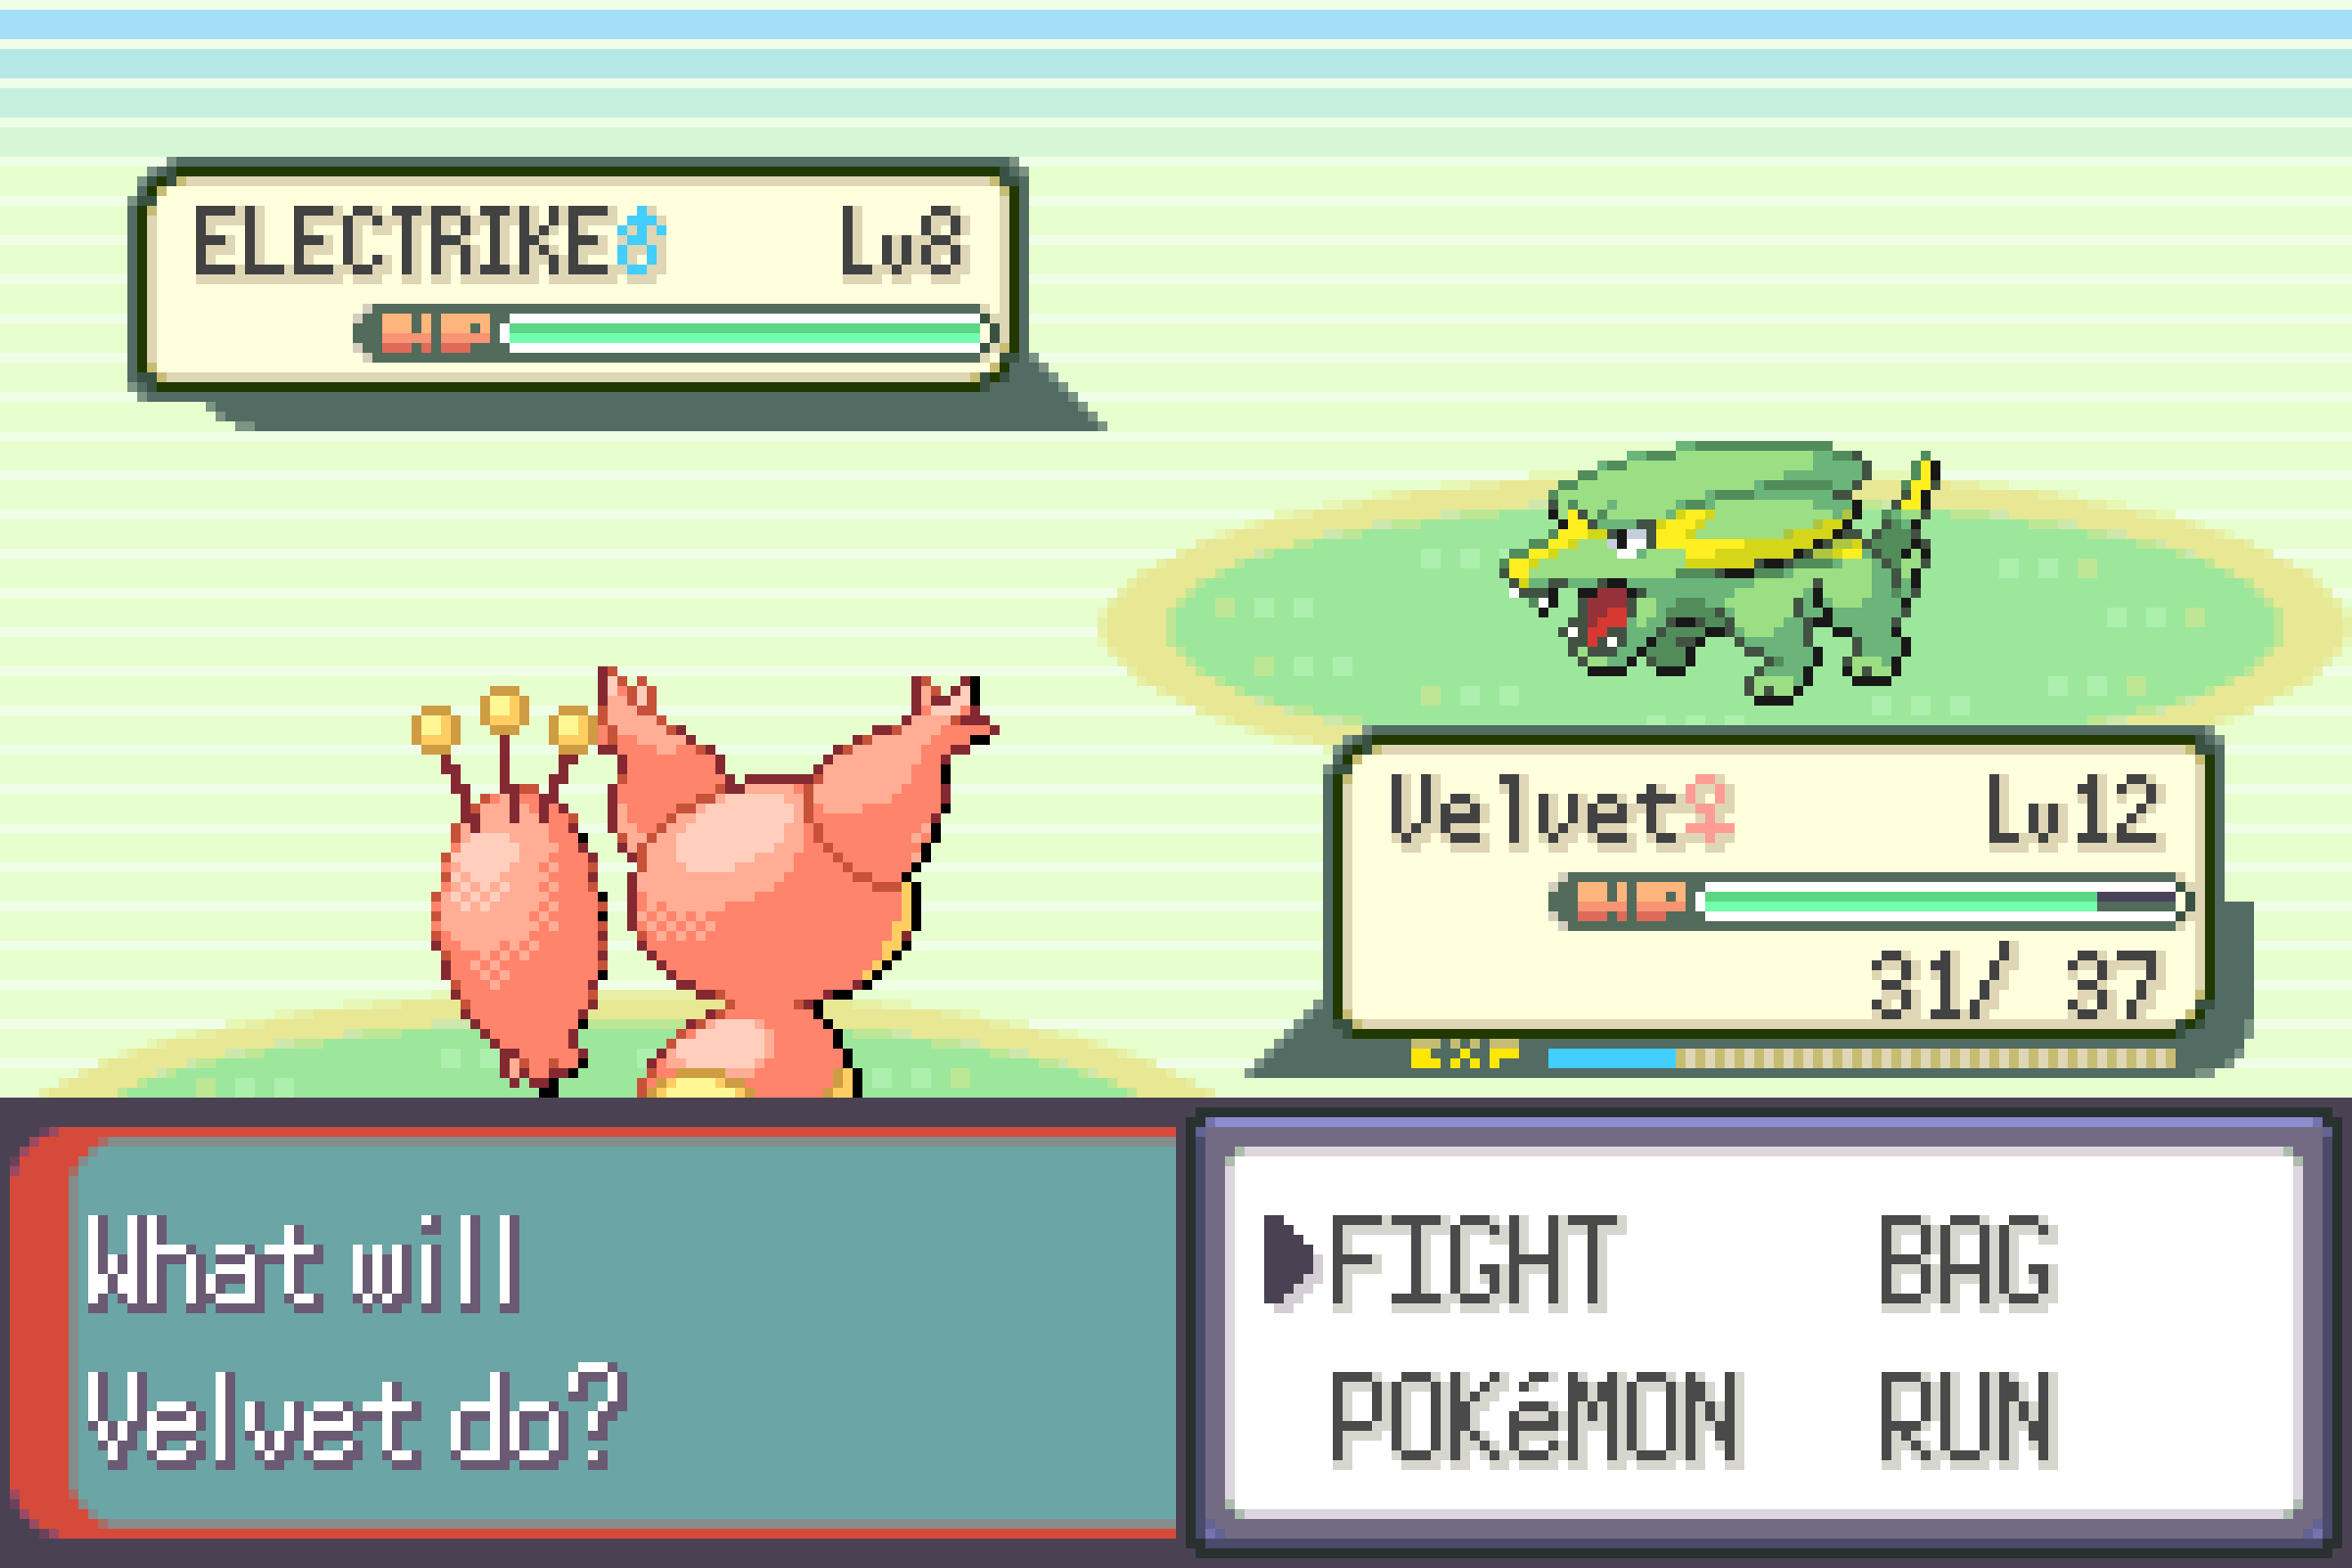 ELECTRIKE♂ Lv8
HP
Velvet♀ Lv12
HP
31/ 37
EXP
What will
Velvet do?
FIGHT BAG
POKéMON RUN